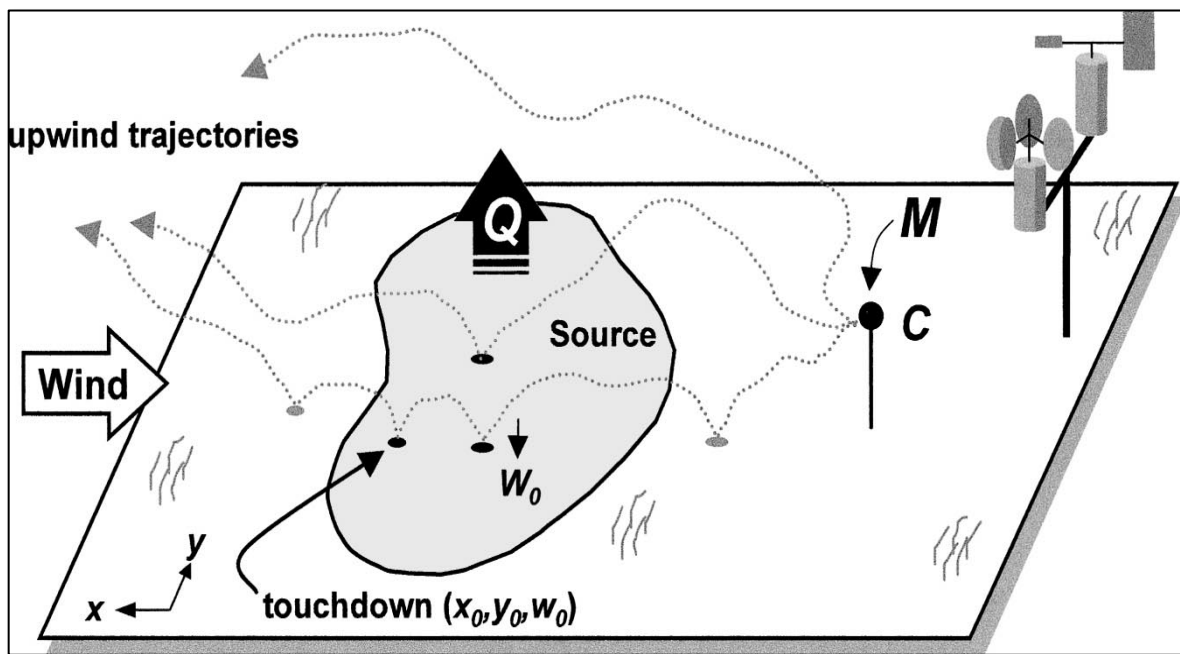 upwind trajectories
Q
M
Source
C
Wind
W₀
y
x
touchdown (x₀,y₀,w₀)